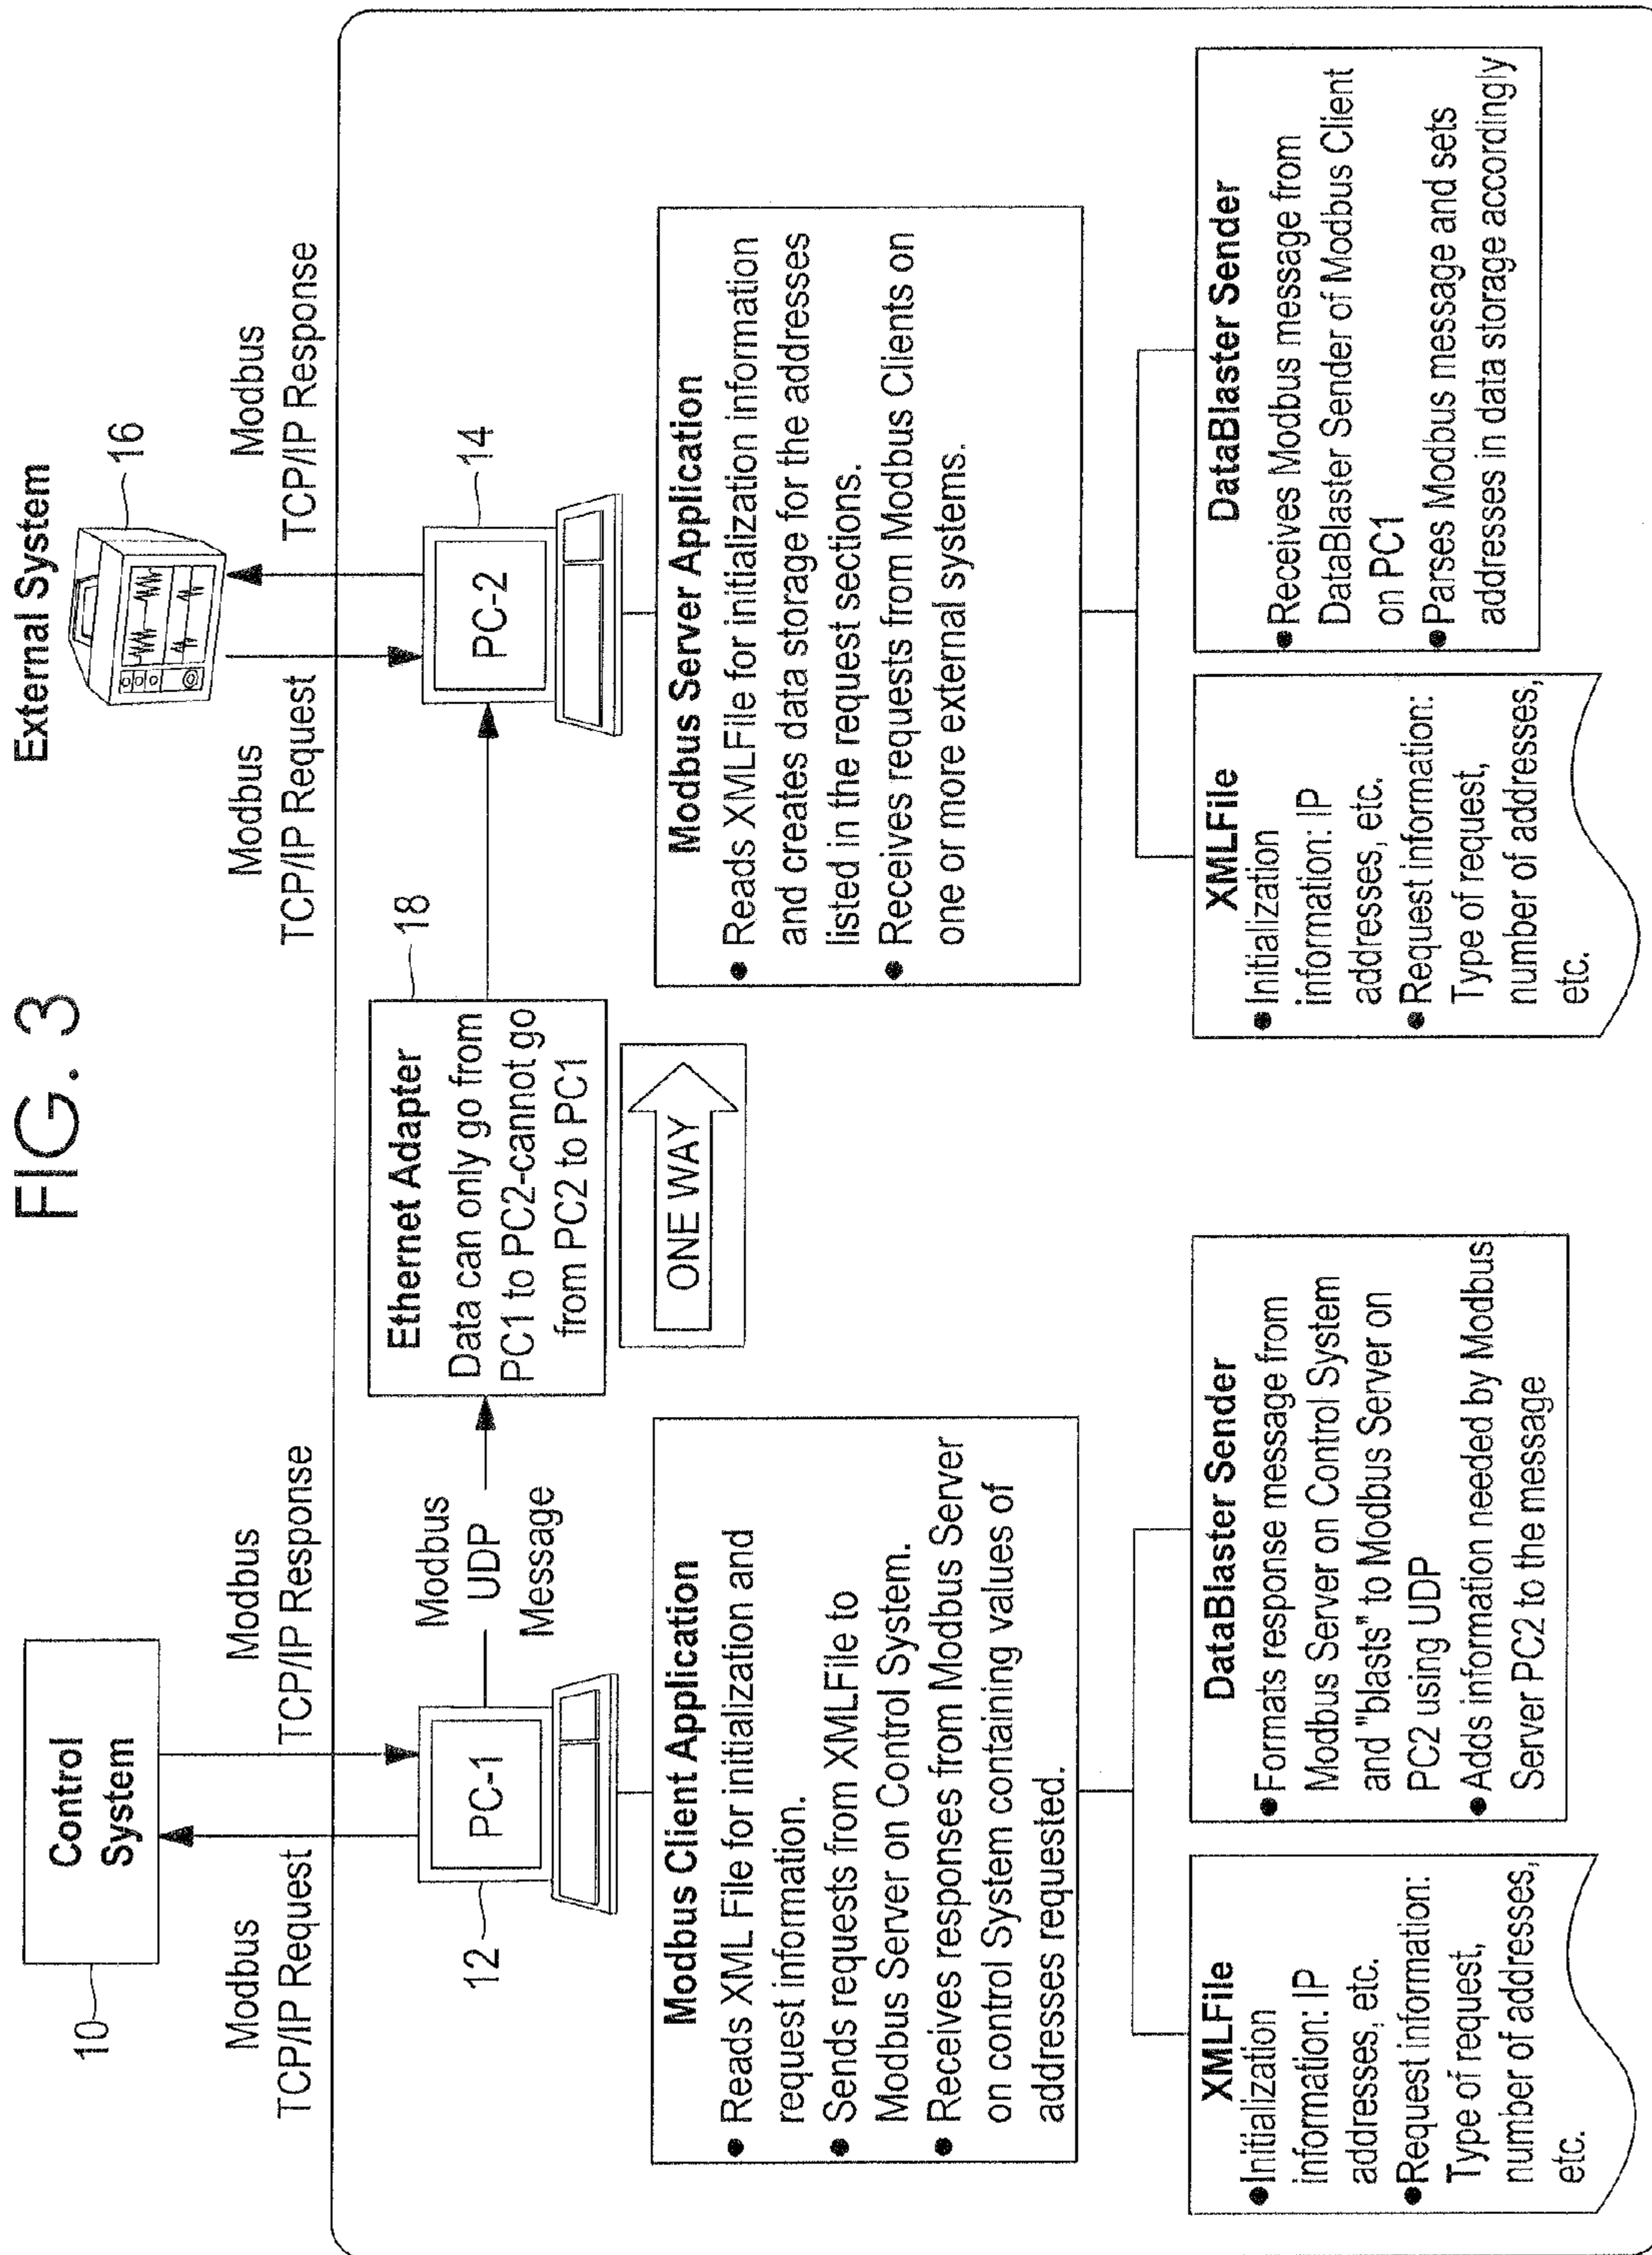 FIG. 3
Control
System
10
External System
16
Modbus
TCP/IP Request
Modbus
TCP/IP Response
Modbus
TCP/IP Request
Modbus
TCP/IP Response
PC-1
12
Modbus
UDP
Message
18
Ethernet Adapter
Data can only go from
PC1 to PC2-cannot go
from PC2 to PC1
ONE WAY
PC-2
14
Modbus Client Application
● Reads XML File for initialization and
request information.
● Sends requests from XMLFile to
Modbus Server on Control System.
● Receives responses from Modbus Server
on control System containing values of
addresses requested.
Modbus Server Application
● Reads XMLFile for initialization information
and creates data storage for the addresses
listed in the request sections.
● Receives requests from Modbus Clients on
one or more external systems.
XMLFile
●Initialization
information: IP
addresses, etc.
●Request information:
Type of request,
number of addresses,
etc.
DataBlaster Sender
● Formats response message from
Modbus Server on Control System
and "blasts" to Modbus Server on
PC2 using UDP
● Adds information needed by Modbus
Server PC2 to the message
XMLFile
● Initialization
information: IP
addresses, etc.
● Request information:
Type of request,
number of addresses,
etc.
DataBlaster Sender
●Receives Modbus message from
DataBlaster Sender of Modbus Client
on PC1
●Parses Modbus message and sets
addresses in data storage accordingly